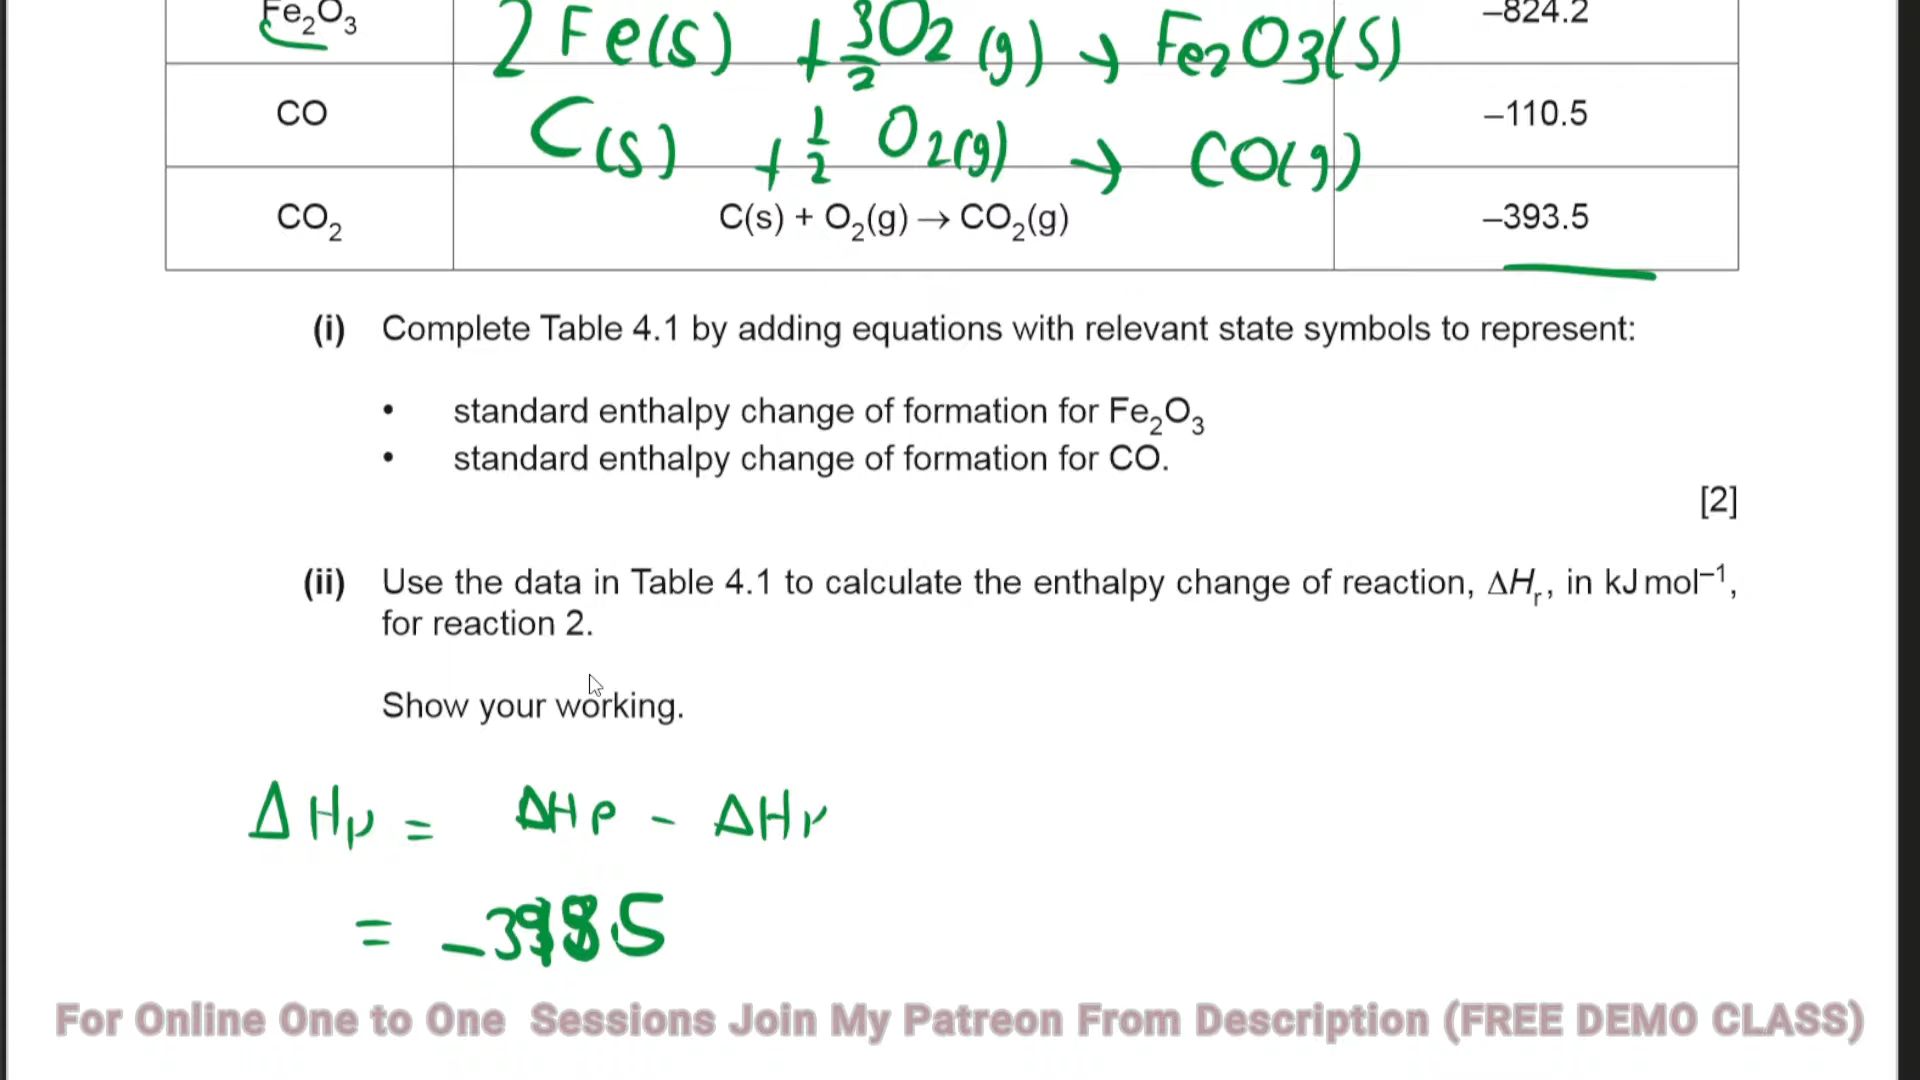 Fe₂O₃ 2Fe(s) + 3/2 O₂(g) → Fe₂O₃(s) –824.2
CO C(s) + 1/2 O₂(g) → CO(g) –110.5
CO₂ C(s) + O₂(g) → CO₂(g) –393.5
(i) Complete Table 4.1 by adding equations with relevant state symbols to represent:
• standard enthalpy change of formation for Fe₂O₃
• standard enthalpy change of formation for CO.
[2]
(ii) Use the data in Table 4.1 to calculate the enthalpy change of reaction, ΔHᵣ, in kJ mol⁻¹,
for reaction 2.
Show your working.
ΔHr = ΔHp - ΔHr
For Online One to One Sessions Join My Patreon From Description (FREE DEMO CLASS)